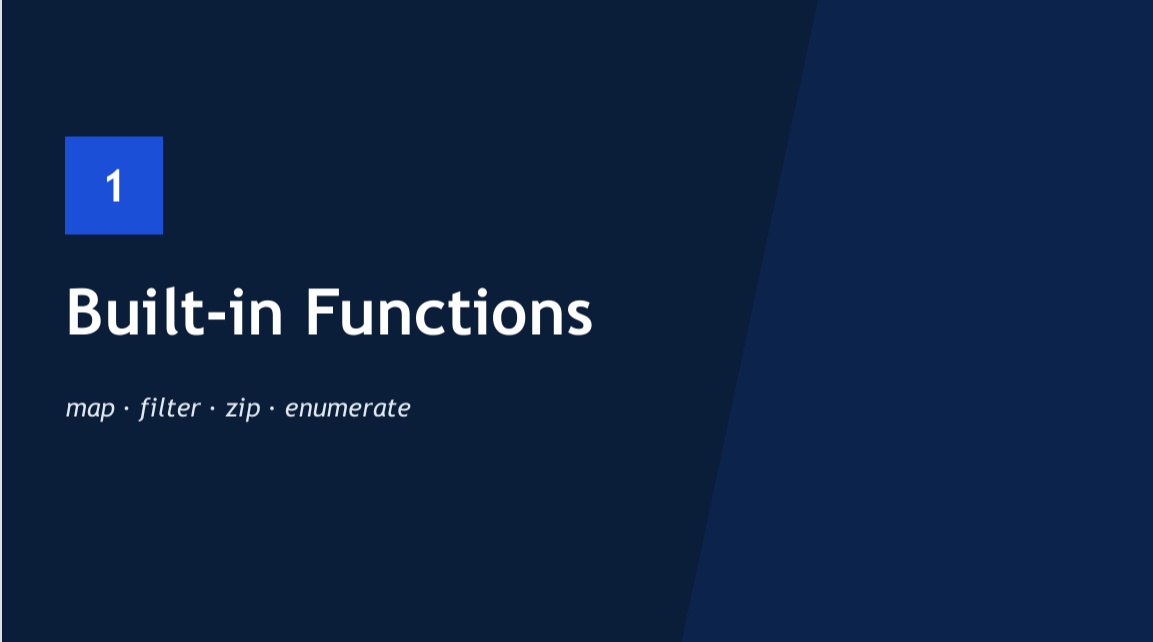 1
Built-in Functions
map · filter · zip · enumerate